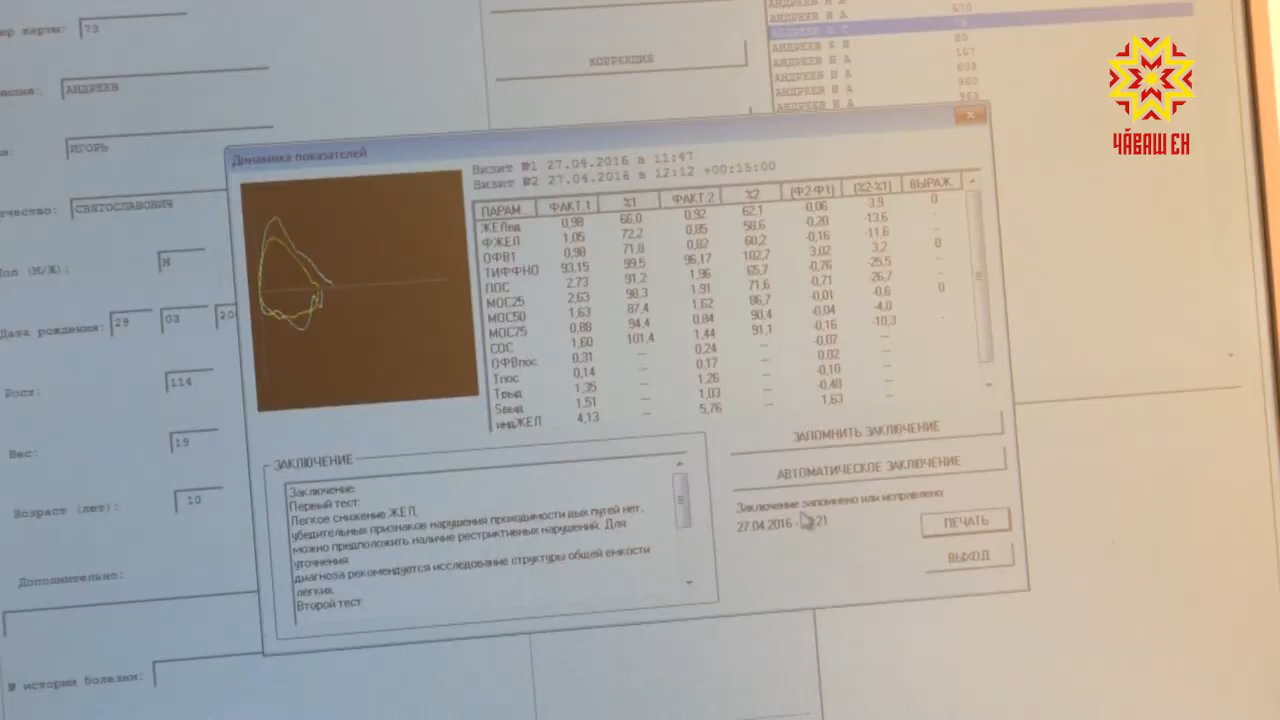 ер карты: 73
АНДРЕЕВ
ИГОРЬ
чество: СВЯТОСЛАВОВИЧ
Пол (М/Ж): М
Дата рождения: 29 03 20
Рост: 114
Вес: 19
Возраст (лет): 10
Дополнительно:
№ истории болезни:
КОРРЕКЦИЯ
АНДРЕЕВ Н А 670
АНДРЕЕВ
АНДРЕЕВ 80
АНДРЕЕВ Н А 167
АНДРЕЕВ Н А 608
АНДРЕЕВ Н А 960
АНДРЕЕВ Н А 963
ЧӐВАШ ЕН
Динамика показателей
Визит №1 27.04.2016 в 11:47
Визит №2 27.04.2016 в 12:12 +00:15:00
ПАРАМ ФАКТ.1 %1 ФАКТ.2 %2 (Ф2-Ф1) (%2-%1) ВЫРАЖ.
ЖЕЛвд 0,98 66,0 0,92 62,1 0,06 3,9 0
ФЖЕЛ 1,05 72,2 0,85 58,6 -0,20 -13,6 -
ОФВ1 0,98 71,8 0,82 60,2 -0,16 -11,6 -
ТИФФНО 93,15 99,5 96,17 102,7 3,02 3,2 0
ПОС 2,73 91,2 1,96 65,7 -0,76 -25,5 -
МОС25 2,63 98,3 1,91 71,6 -0,71 -26,7 -
МОС50 1,63 87,4 1,62 86,7 -0,01 -0,6 0
МОС75 0,88 94,4 0,84 90,4 -0,04 -4,0
СОС 1,60 101,4 1,44 91,1 -0,16 -10,3 -
ОФВпос 0,31 -- 0,24 -- -0,07 --
Тпос 0,14 -- 0,17 -- 0,02 --
Твыд 1,35 -- 1,26 -- -0,10 --
Sвыд 1,51 -- 1,03 -- -0,48 --
индЖЕЛ 4,13 -- 5,76 -- 1,63 --
ЗАКЛЮЧЕНИЕ
Заключение:
Первый тест:
Легкое снижение ЖЕЛ,
убедительных признаков нарушения проходимости дых путей нет.
можно предположить наличие рестриктивных нарушений. Для
уточнения
диагноза рекомендуется исследование структуры общей емкости
легких.
Второй тест:
ЗАПОМНИТЬ ЗАКЛЮЧЕНИЕ
АВТОМАТИЧЕСКОЕ ЗАКЛЮЧЕНИЕ
Заключение запомнено или исправлено:
27.04.2016 - 21
ПЕЧАТЬ
ВЫХОД